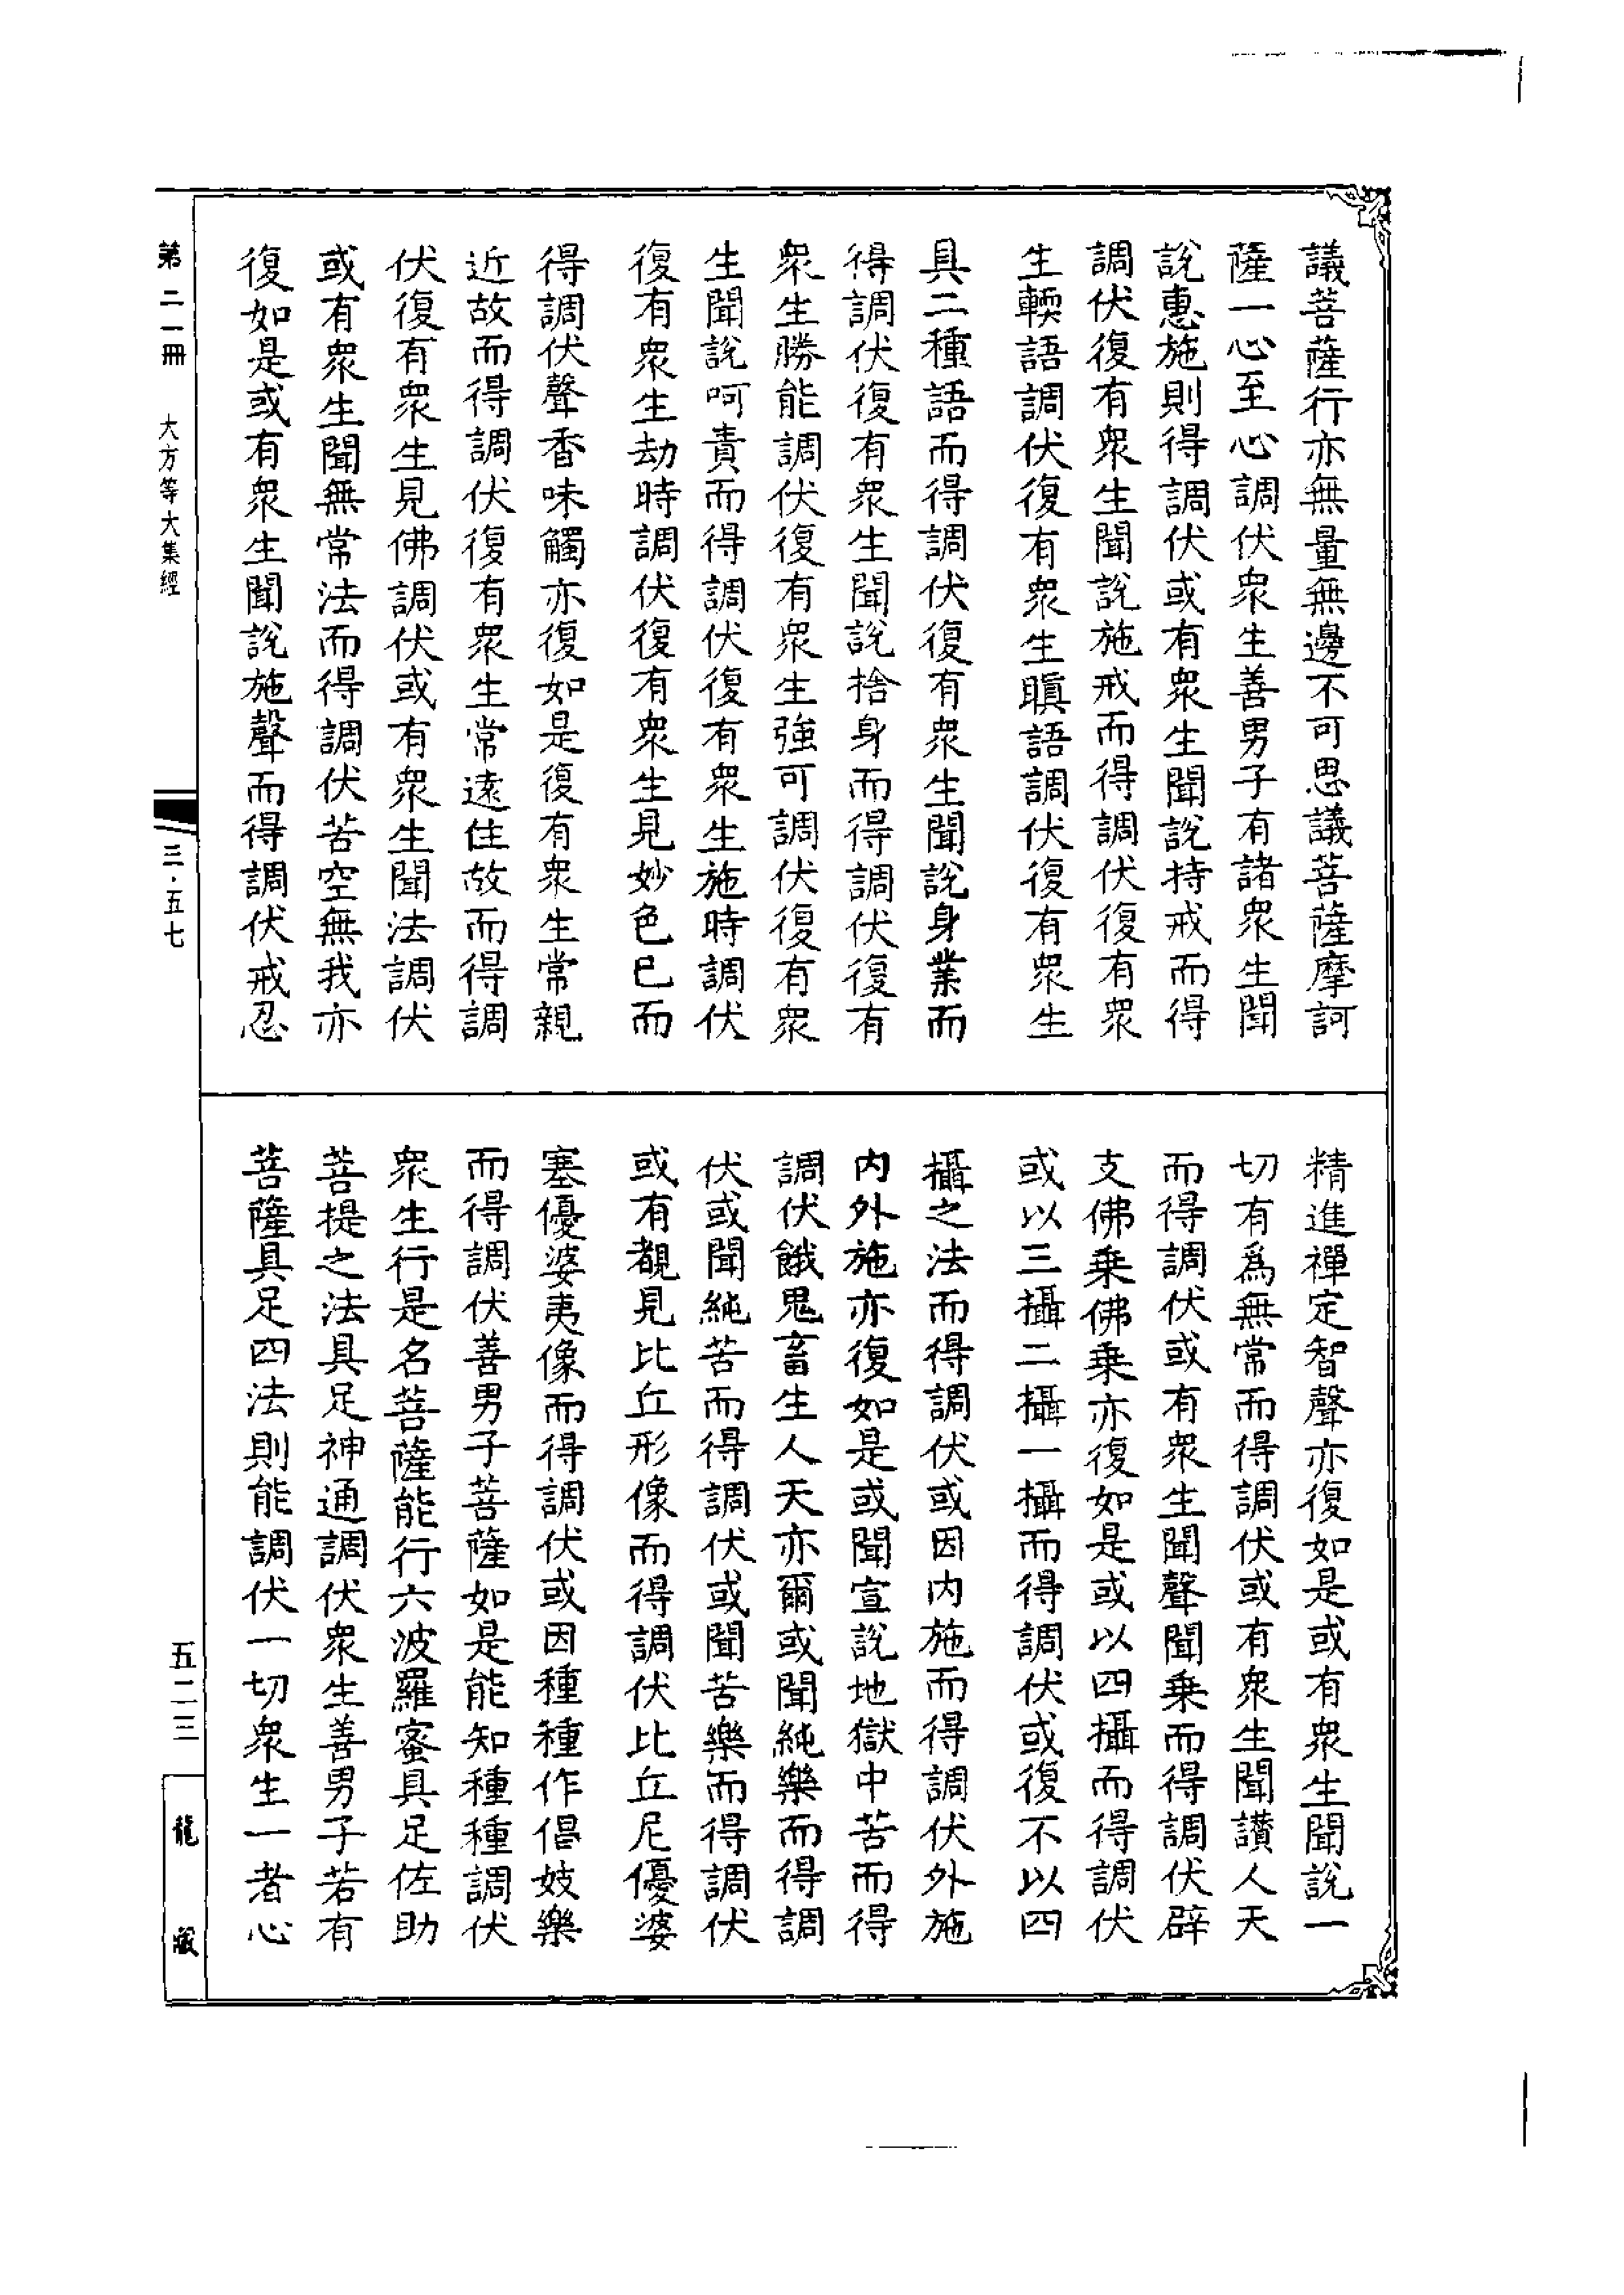 議菩薩行亦無量無邊不可思議菩薩摩訶
薩一心至心調伏衆生善男子有諸衆生聞
說惠施則得調伏或有衆生聞說持戒而得
調伏復有衆生聞說施戒而得調伏復有衆
生輭語調伏復有衆生瞋語調伏復有衆生
具二種語而得調伏復有衆生聞說身業而
得調伏復有衆生聞說捨身而得調伏復有
衆生勝能調伏復有衆生強可調伏復有衆
生聞說呵責而得調伏復有衆生施時調伏
復有衆生劫時調伏復有衆生見妙色已而
得調伏聲香味觸亦復如是復有衆生常親
近故而得調伏復有衆生常遠住故而得調
伏復有衆生見佛調伏或有衆生聞法調伏
或有衆生聞無常法而得調伏苦空無我亦
復如是或有衆生聞說施聲而得調伏戒忍
精進禪定智聲亦復如是或有衆生聞說一
切有爲無常而得調伏或有衆生聞讃人天
而得調伏或有衆生聞聲聞乗而得調伏辟
支佛乗佛乗亦復如是或以四攝而得調伏
或以三攝二攝一攝而得調伏或復不以四
攝之法而得調伏或因内施而得調伏外施
内外施亦復如是或聞宣說地獄中苦而得
調伏餓鬼畜生人天亦爾或聞純樂而得調
伏或聞純苦而得調伏或聞苦樂而得調伏
或有覩見比丘形像而得調伏比丘尼優婆
塞優婆夷像而得調伏或因種種作倡妓樂
而得調伏善男子菩薩如是能知種種調伏
衆生行是名菩薩能行六波羅蜜具足佐助
菩提之法具足神通調伏衆生善男子若有
菩薩具足四法則能調伏一切衆生一者心
第二一冊 大方等大集經
三·五七
五二三
龍藏